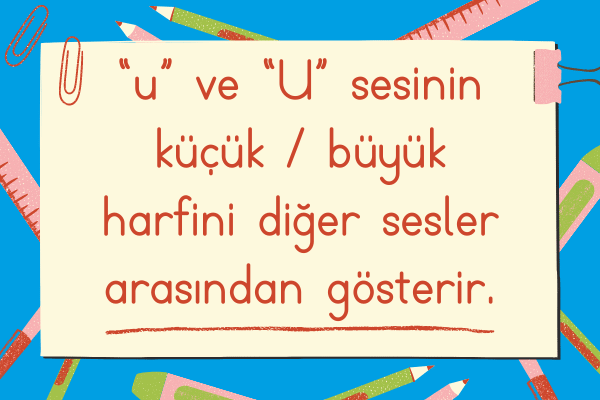 "u" ve "U" sesinin
küçük / büyük
harfini diğer sesler
arasından gösterir.